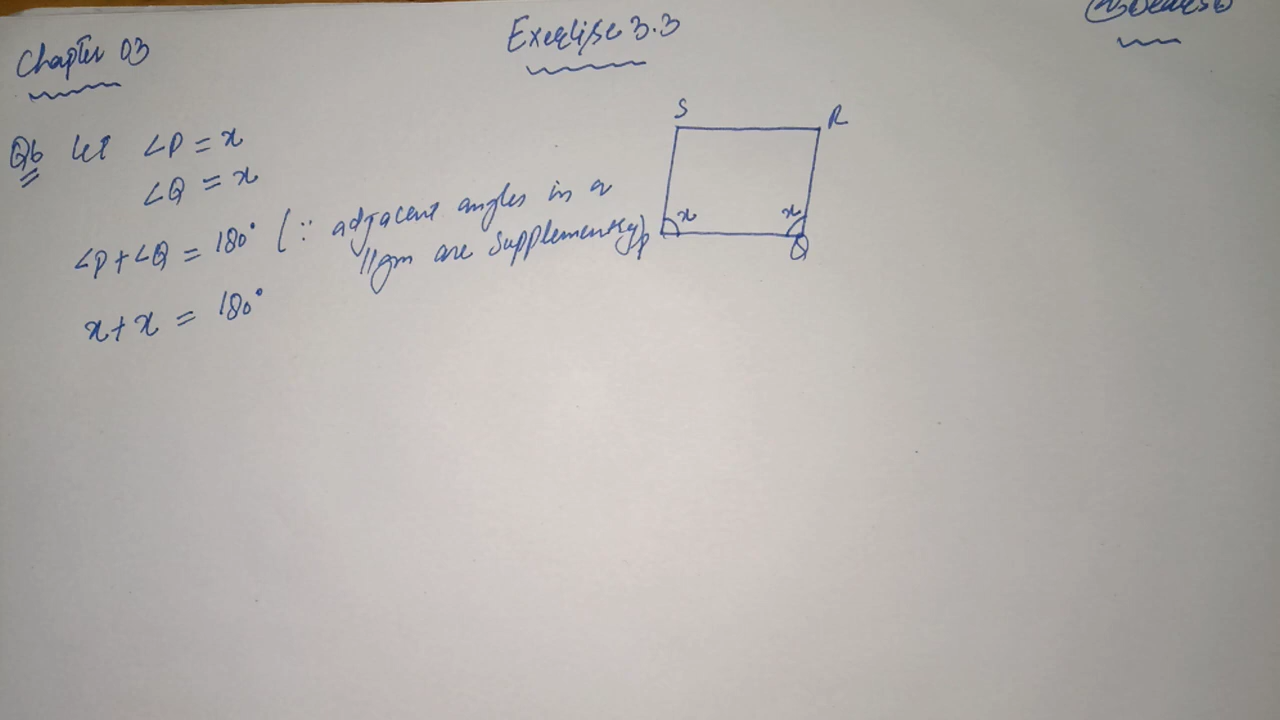 Chapter 03
Exercise 3.3
Q6 Let ∠P = x
∠Q = x
∠P+∠Q = 180° (∵ adjacent angles in a
||gm are supplementary)
x+x = 180°
S R
x x
P Q